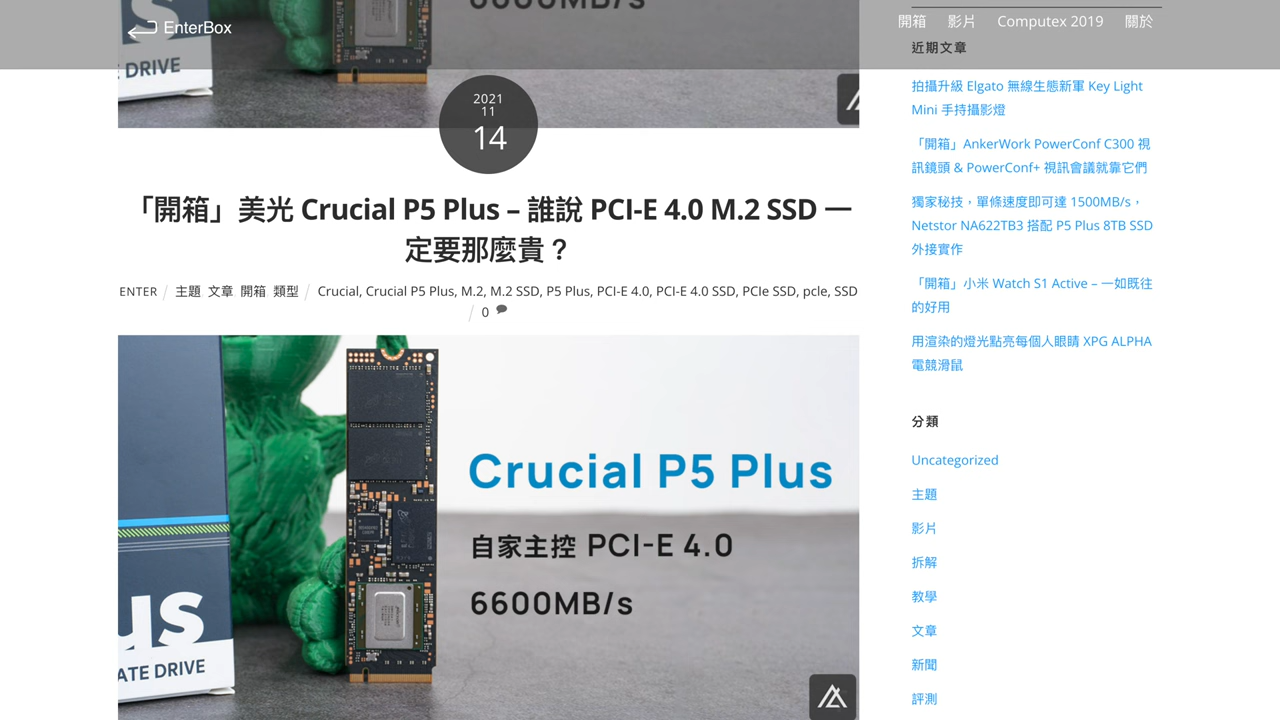 6600MB/s
EnterBox
開箱 影片 Computex 2019 關於
DRIVE
2021
11
14
「開箱」美光 Crucial P5 Plus – 誰說 PCI-E 4.0 M.2 SSD 一
定要那麼貴？
ENTER / 主題 文章 開箱 類型 / Crucial, Crucial P5 Plus, M.2, M.2 SSD, P5 Plus, PCI-E 4.0, PCI-E 4.0 SSD, PCIe SSD, pcle, SSD
/ 0
Crucial P5 Plus
自家主控 PCI-E 4.0
6600MB/s
us
ATE DRIVE
近期文章
拍攝升級 Elgato 無線生態新軍 Key Light
Mini 手持攝影燈
「開箱」AnkerWork PowerConf C300 視
訊鏡頭 & PowerConf+ 視訊會議就靠它們
獨家秘技，單條速度即可達 1500MB/s，
Netstor NA622TB3 搭配 P5 Plus 8TB SSD
外接實作
「開箱」小米 Watch S1 Active – 一如既往
的好用
用渲染的燈光點亮每個人眼睛 XPG ALPHA
電競滑鼠
分類
Uncategorized
主題
影片
拆解
教學
文章
新聞
評測